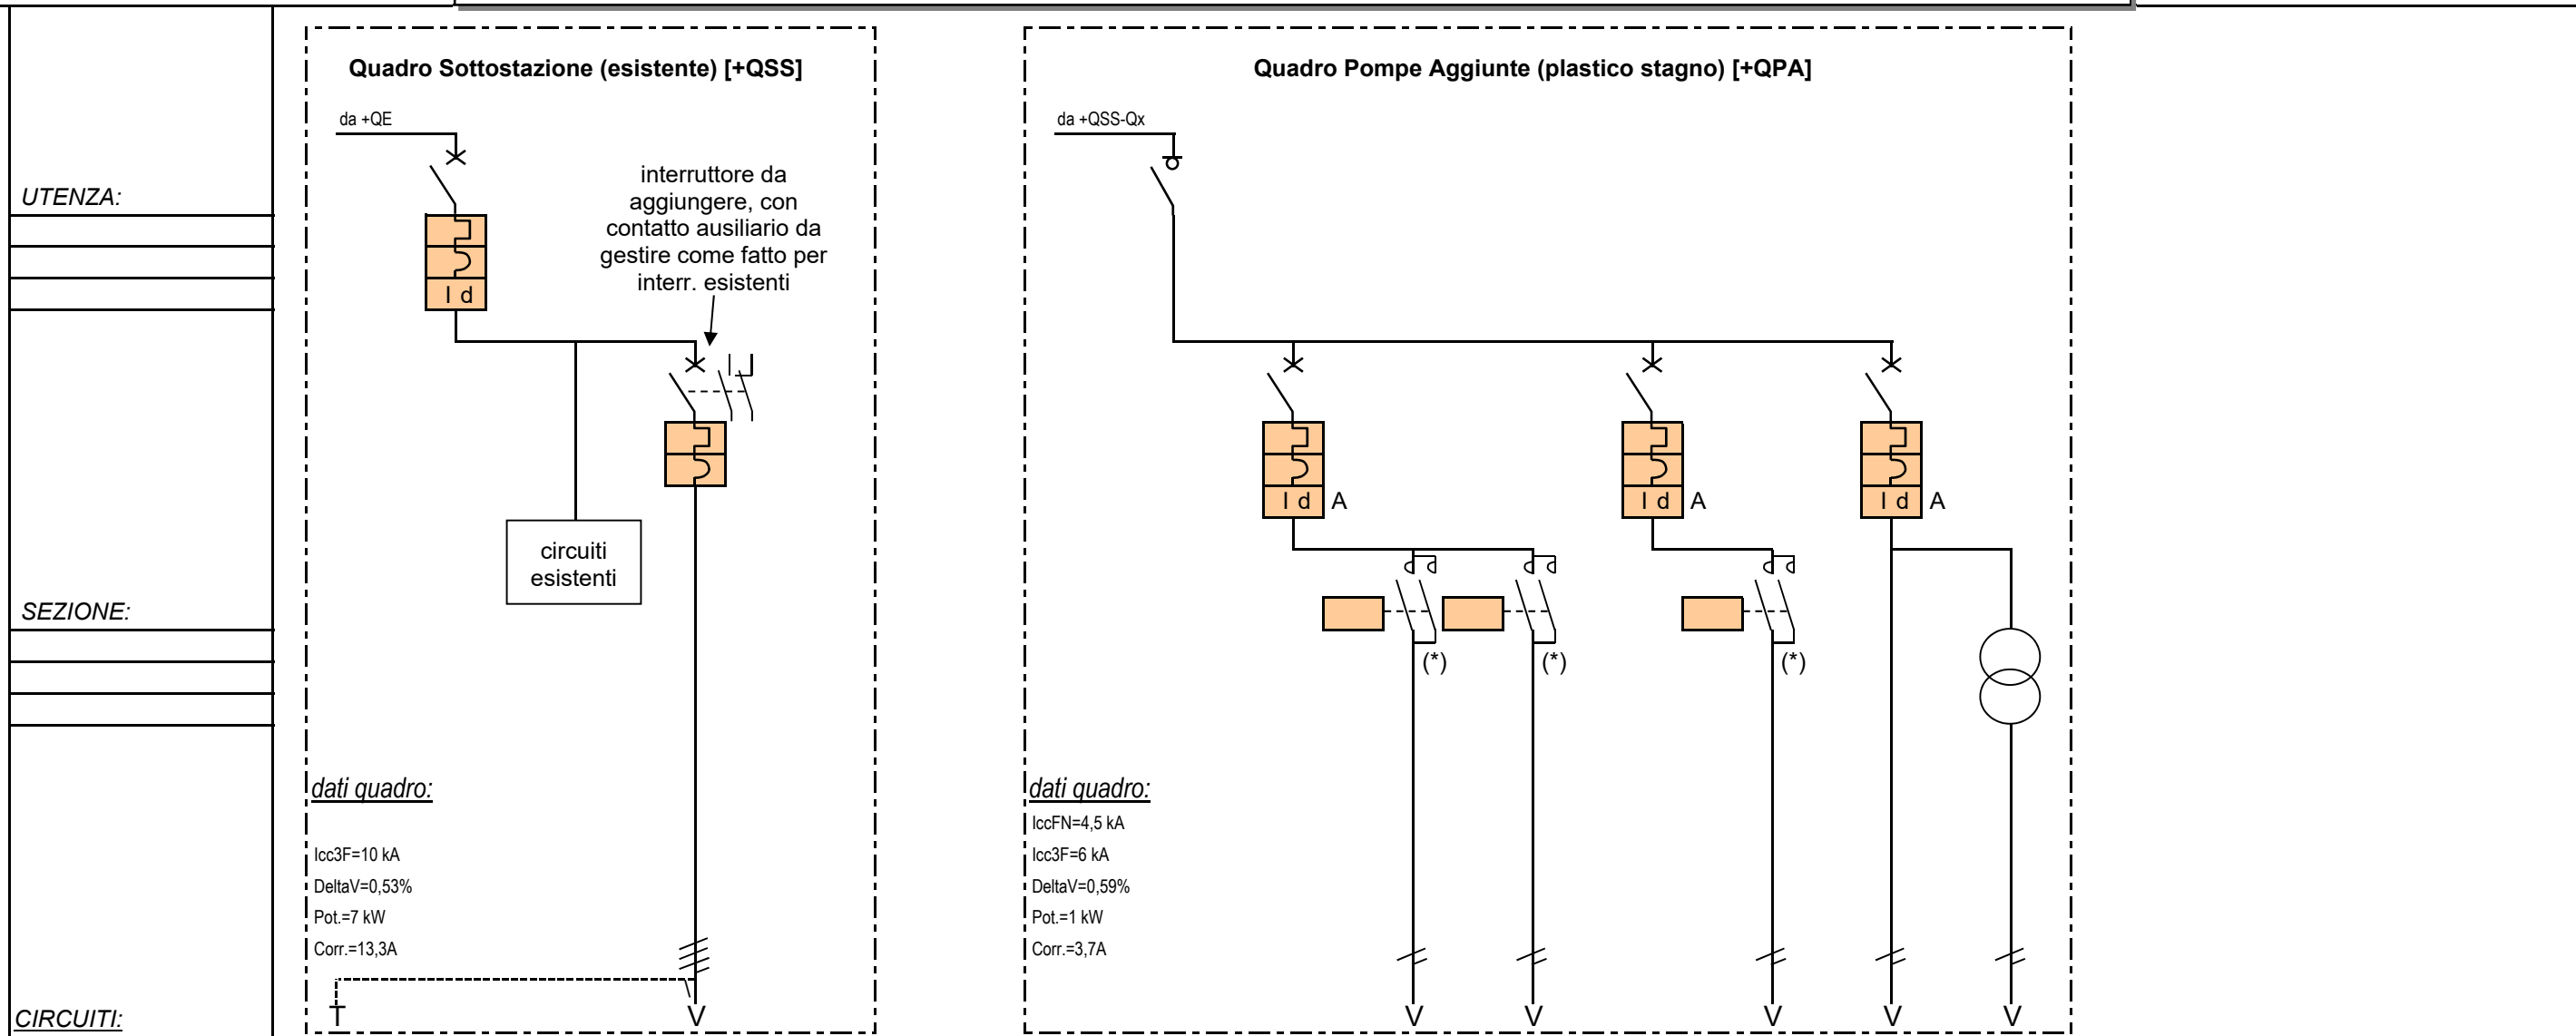 Quadro Sottostazione (esistente) [+QSS]
Quadro Pompe Aggiunte (plastico stagno) [+QPA]
da +QE
da +QSS-Qx
interruttore da
aggiungere, con
contatto ausiliario da
gestire come fatto per
interr. esistenti
UTENZA:
I d
I d A
I d A
I d A
circuiti
esistenti
SEZIONE:
(*)
(*)
(*)
dati quadro:
Icc3F=10 kA
DeltaV=0,53%
Pot.=7 kW
Corr.=13,3A
dati quadro:
IccFN=4,5 kA
Icc3F=6 kA
DeltaV=0,59%
Pot.=1 kW
Corr.=3,7A
CIRCUITI:
T
V
V
V
V
V
V